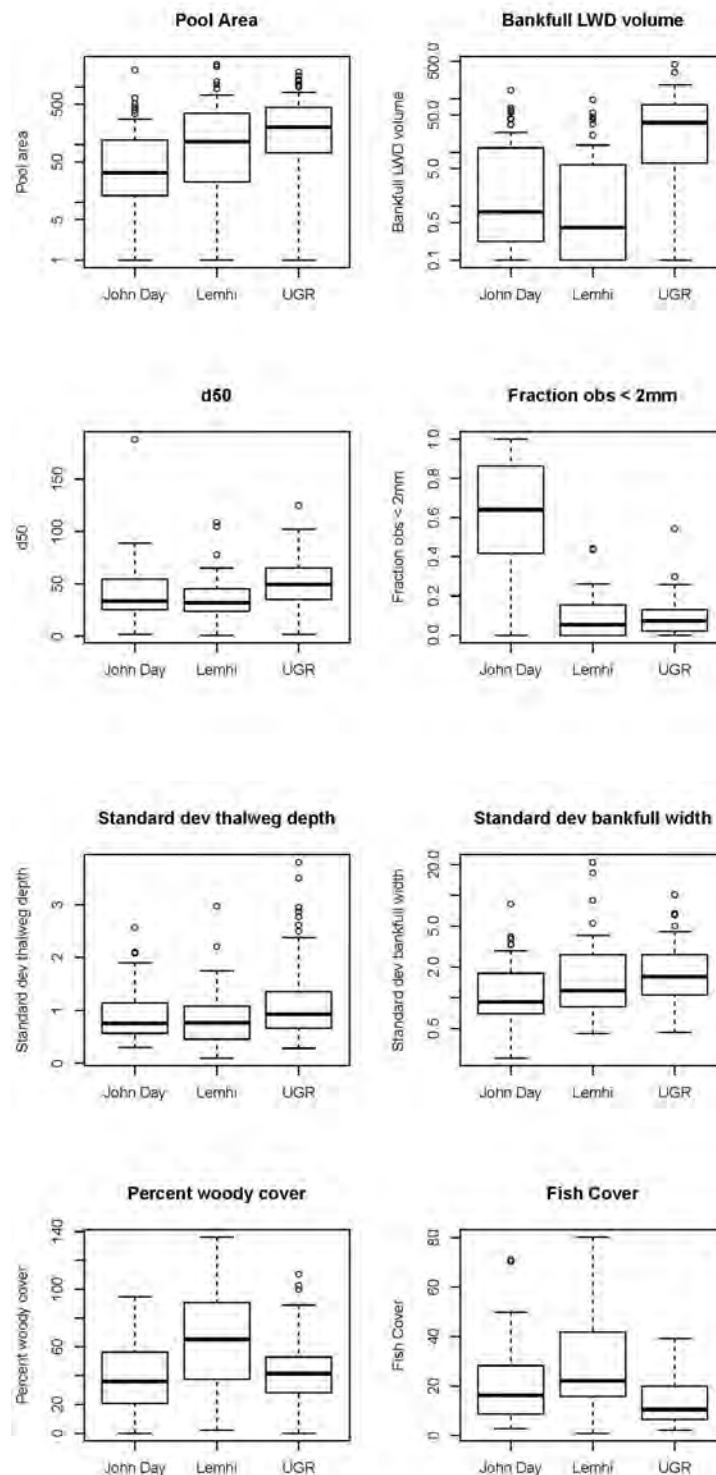 Pool Area
Bankfull LWD volume
Pool area
500
50
5
1
Bankfull LWD volume
500.0
50.0
5.0
0.5
0.1
John Day Lemhi UGR
John Day Lemhi UGR
d50
Fraction obs < 2mm
d50
150
100
50
0
Fraction obs < 2mm
1.0
0.8
0.6
0.4
0.2
0.0
John Day Lemhi UGR
John Day Lemhi UGR
Standard dev thalweg depth
Standard dev bankfull width
Standard dev thalweg depth
3
2
1
0
Standard dev bankfull width
20.0
5.0
2.0
0.5
John Day Lemhi UGR
John Day Lemhi UGR
Percent woody cover
Fish Cover
Percent woody cover
140
100
60
20
0
Fish Cover
80
60
40
20
0
John Day Lemhi UGR
John Day Lemhi UGR